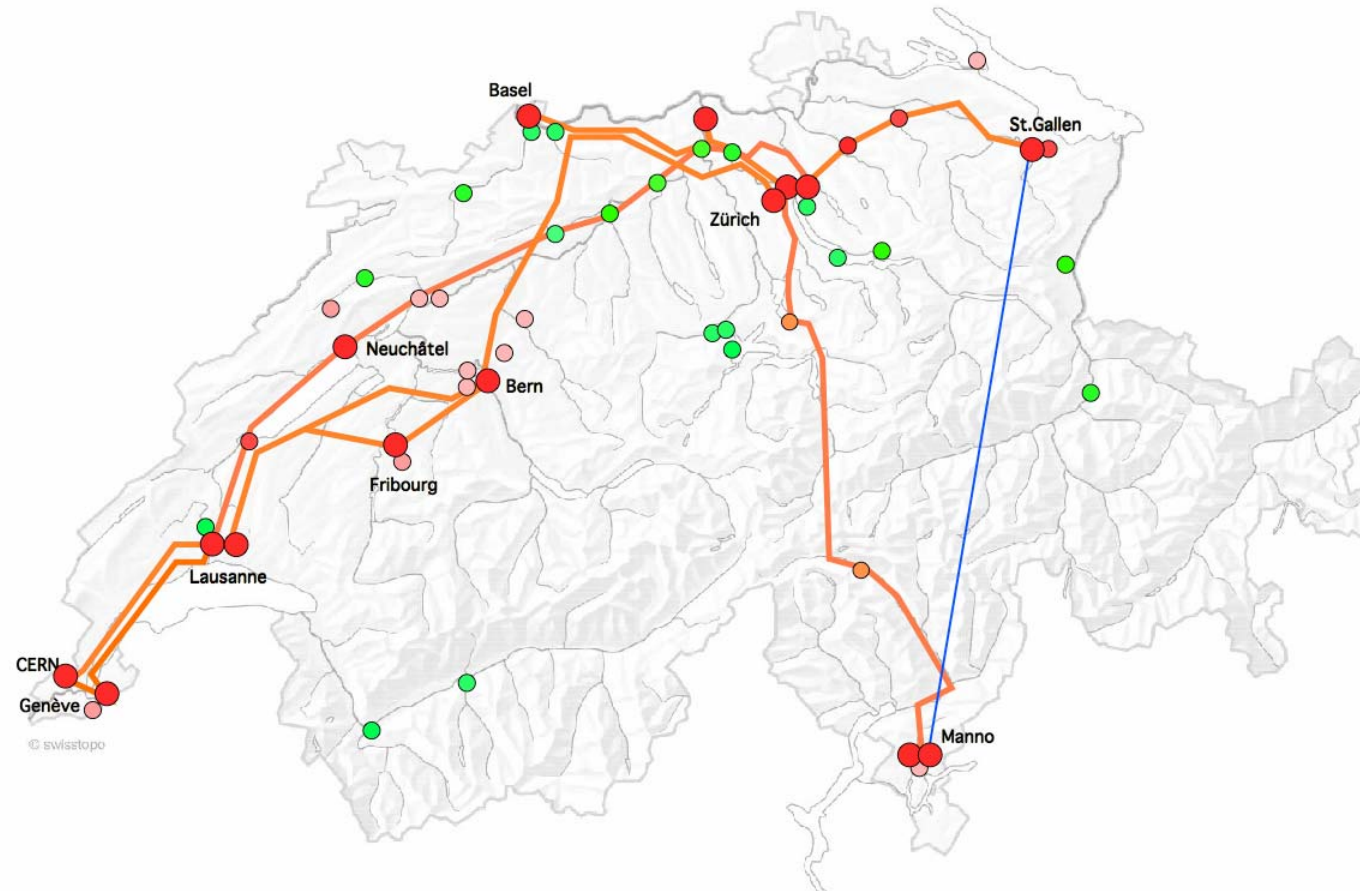 Basel
St.Gallen
Zürich
Neuchâtel
Bern
Fribourg
Lausanne
CERN
Genève
Manno
© swisstopo